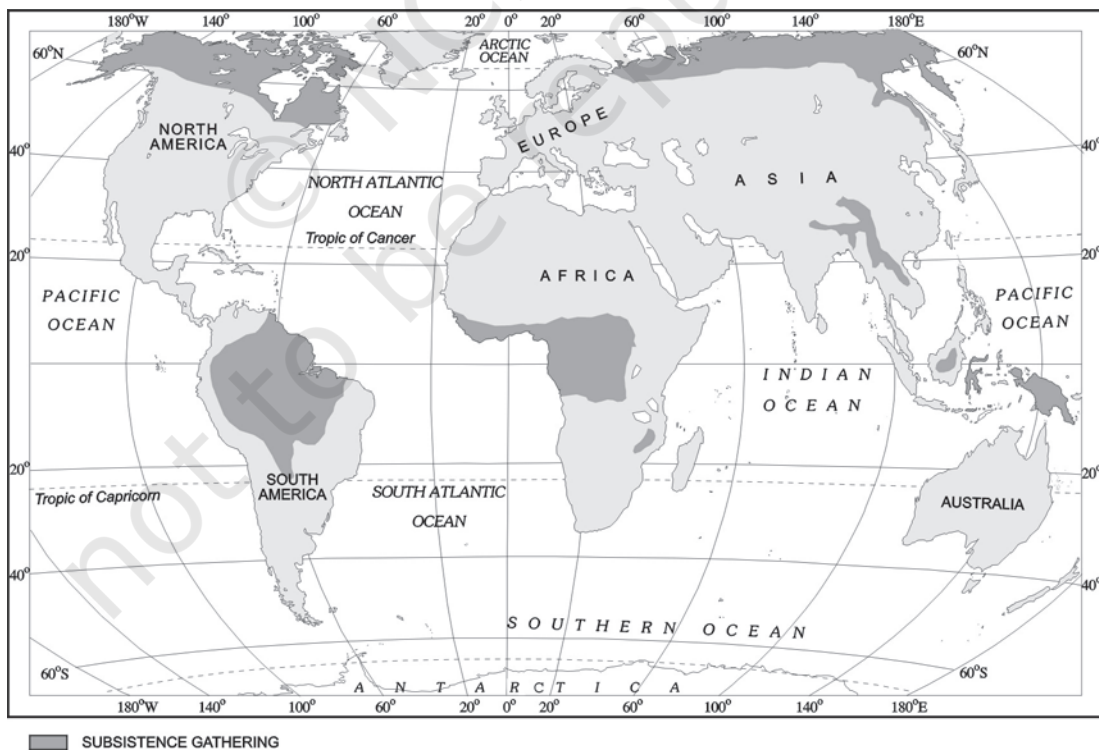 180°W 140° 100° 60° 20° 0° 20° 60° 100° 140° 180°E
ARCTIC
OCEAN
60°N 60°N
NORTH
AMERICA
EUROPE
40° 40°
ASIA
NORTH ATLANTIC
OCEAN
Tropic of Cancer
20° 20°
AFRICA
PACIFIC
OCEAN
PACIFIC
OCEAN
INDIAN
OCEAN
20° 20°
Tropic of Capricorn
SOUTH
AMERICA
SOUTH ATLANTIC
OCEAN
AUSTRALIA
40° 40°
SOUTHERN OCEAN
60°S 60°S
ANTARCTICA
180°W 140° 100° 60° 20° 0° 20° 60° 100° 140° 180°E
SUBSISTENCE GATHERING
not to be
©